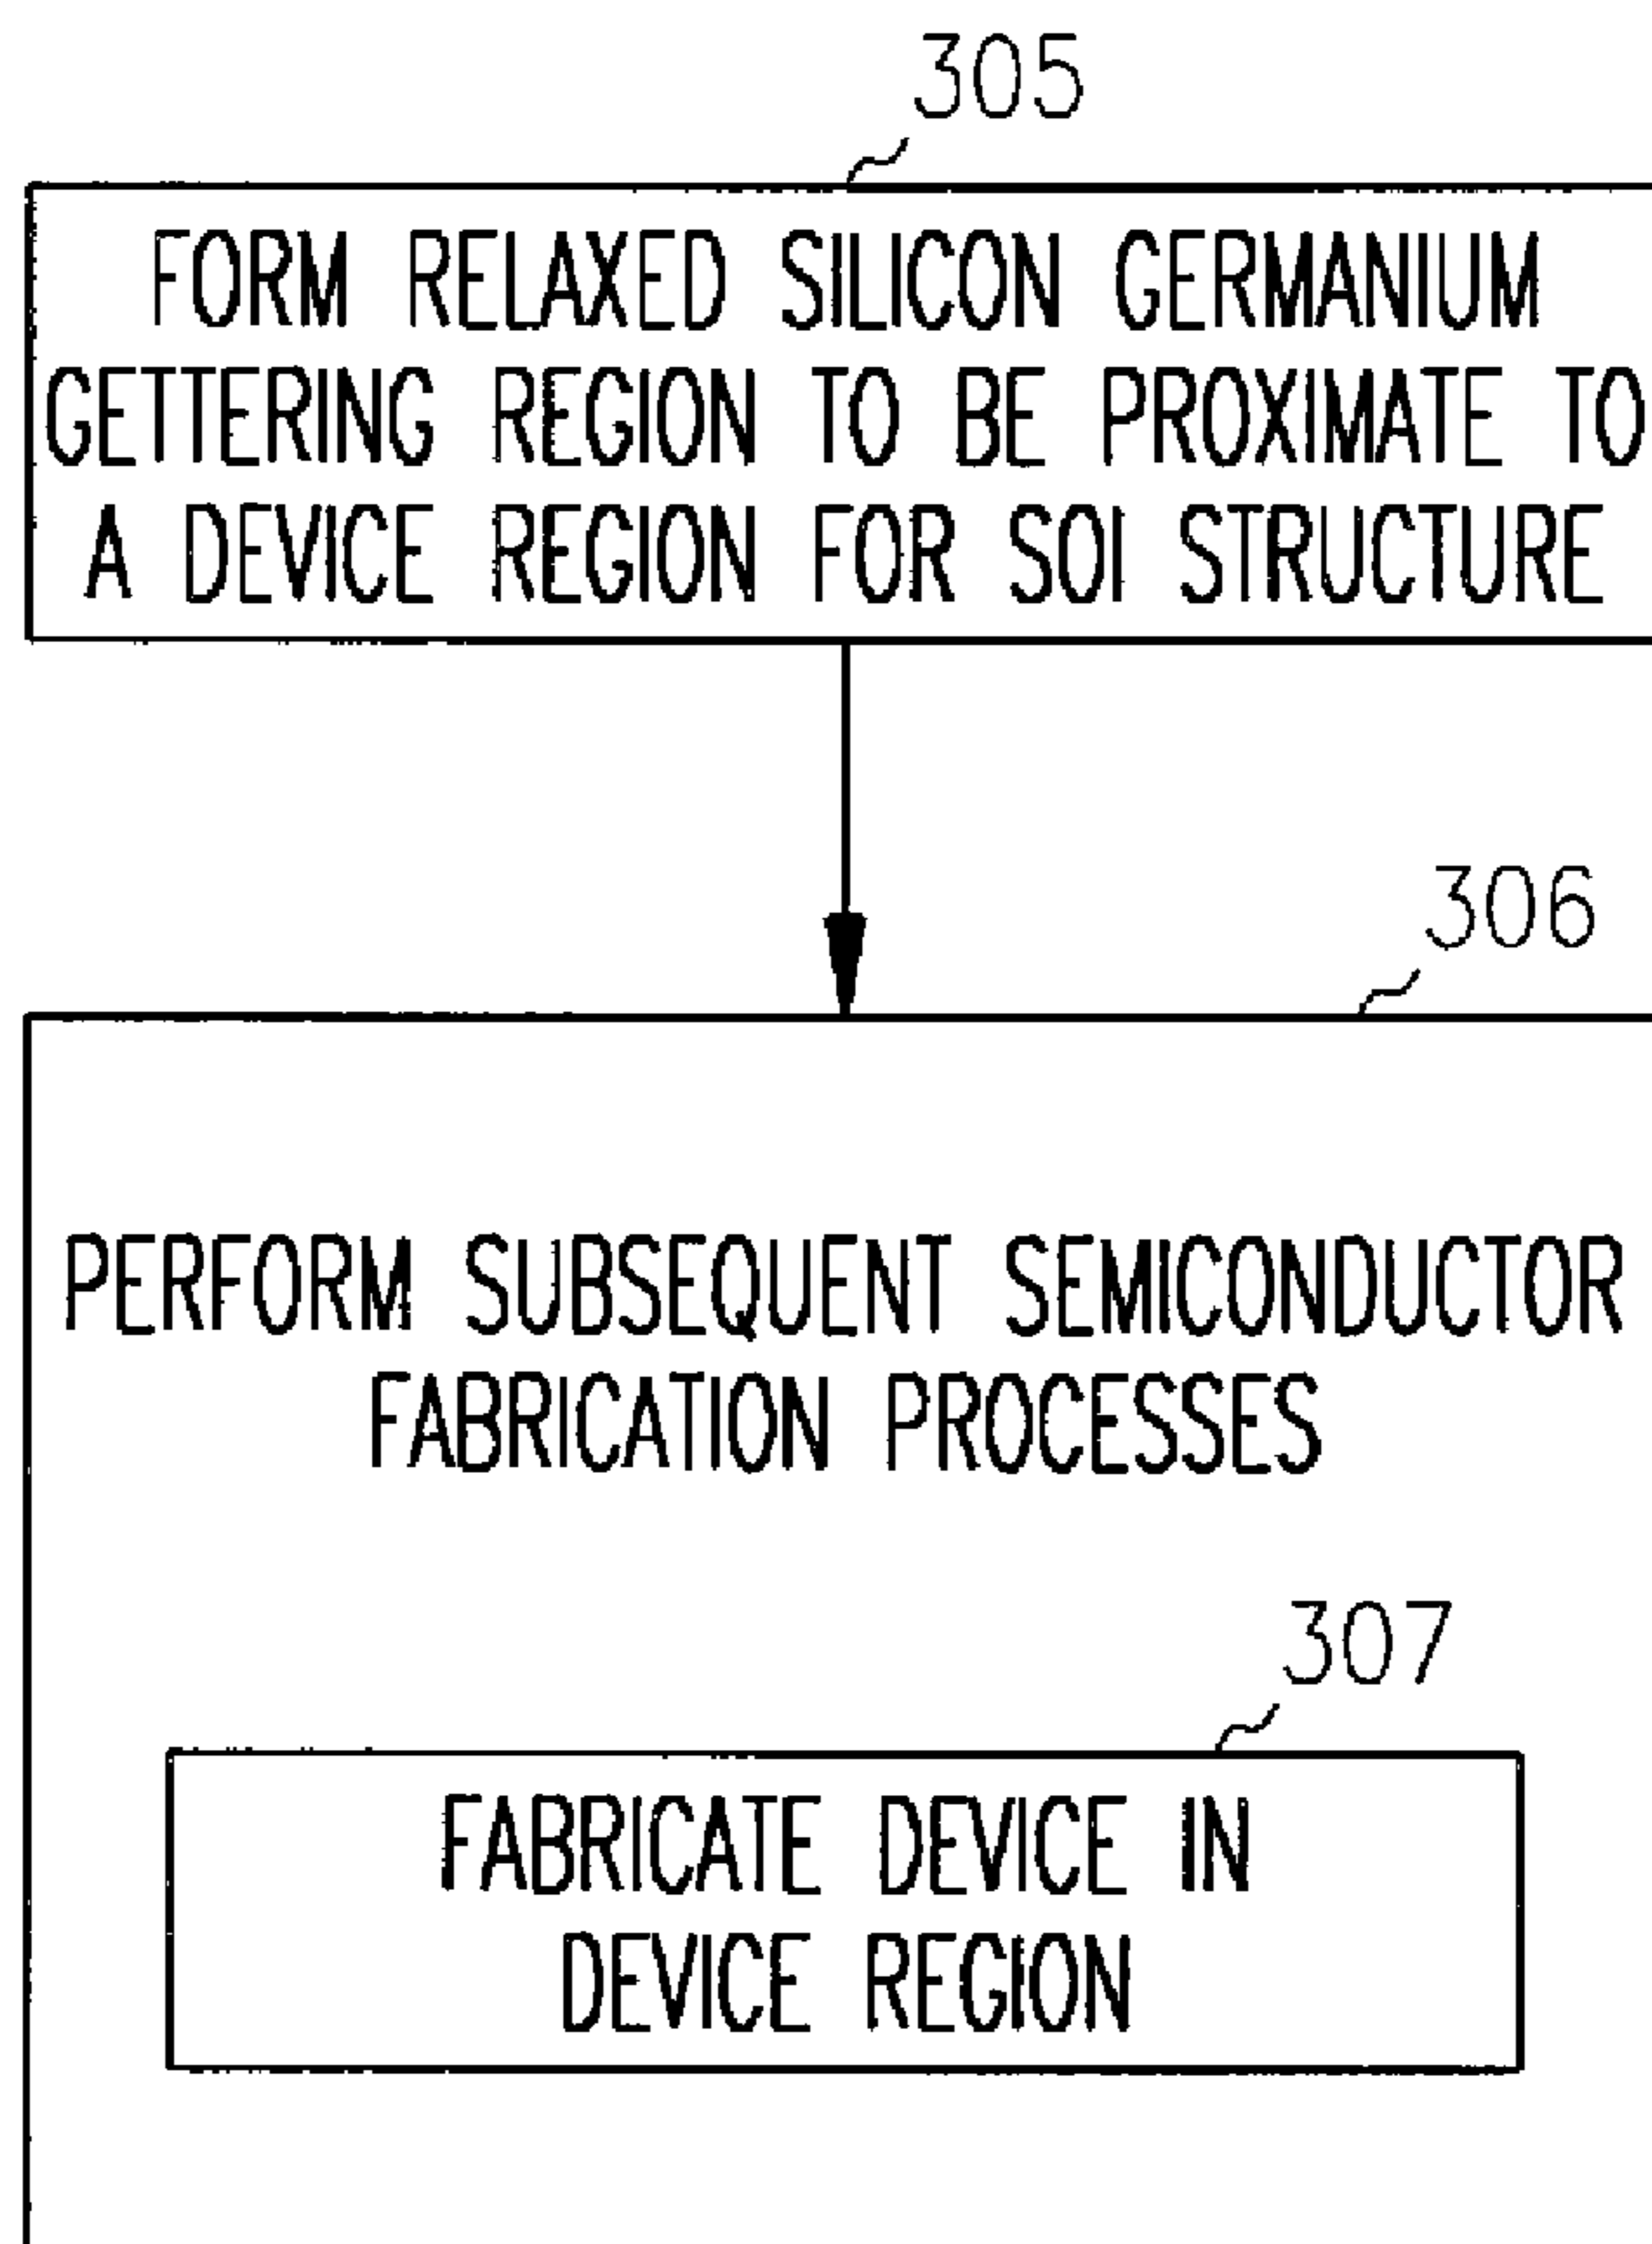 305
FORM RELAXED SILICON GERMANIUM
GETTERING REGION TO BE PROXIMATE TO
A DEVICE REGION FOR SOI STRUCTURE
306
PERFORM SUBSEQUENT SEMICONDUCTOR
FABRICATION PROCESSES
307
FABRICATE DEVICE IN
DEVICE REGION